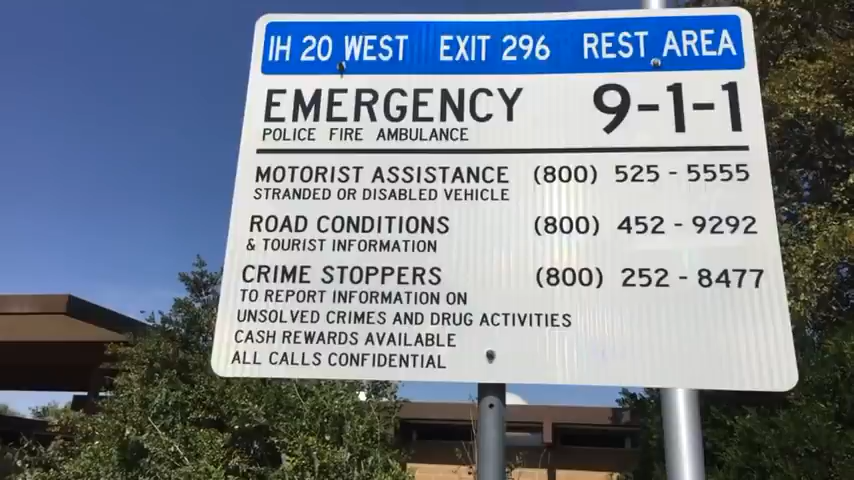 IH 20 WEST EXIT 296 REST AREA
EMERGENCY 9-1-1
POLICE FIRE AMBULANCE
MOTORIST ASSISTANCE (800) 525-5555
STRANDED OR DISABLED VEHICLE
ROAD CONDITIONS (800) 452-9292
& TOURIST INFORMATION
CRIME STOPPERS (800) 252-8477
TO REPORT INFORMATION ON
UNSOLVED CRIMES AND DRUG ACTIVITIES
CASH REWARDS AVAILABLE
ALL CALLS CONFIDENTIAL